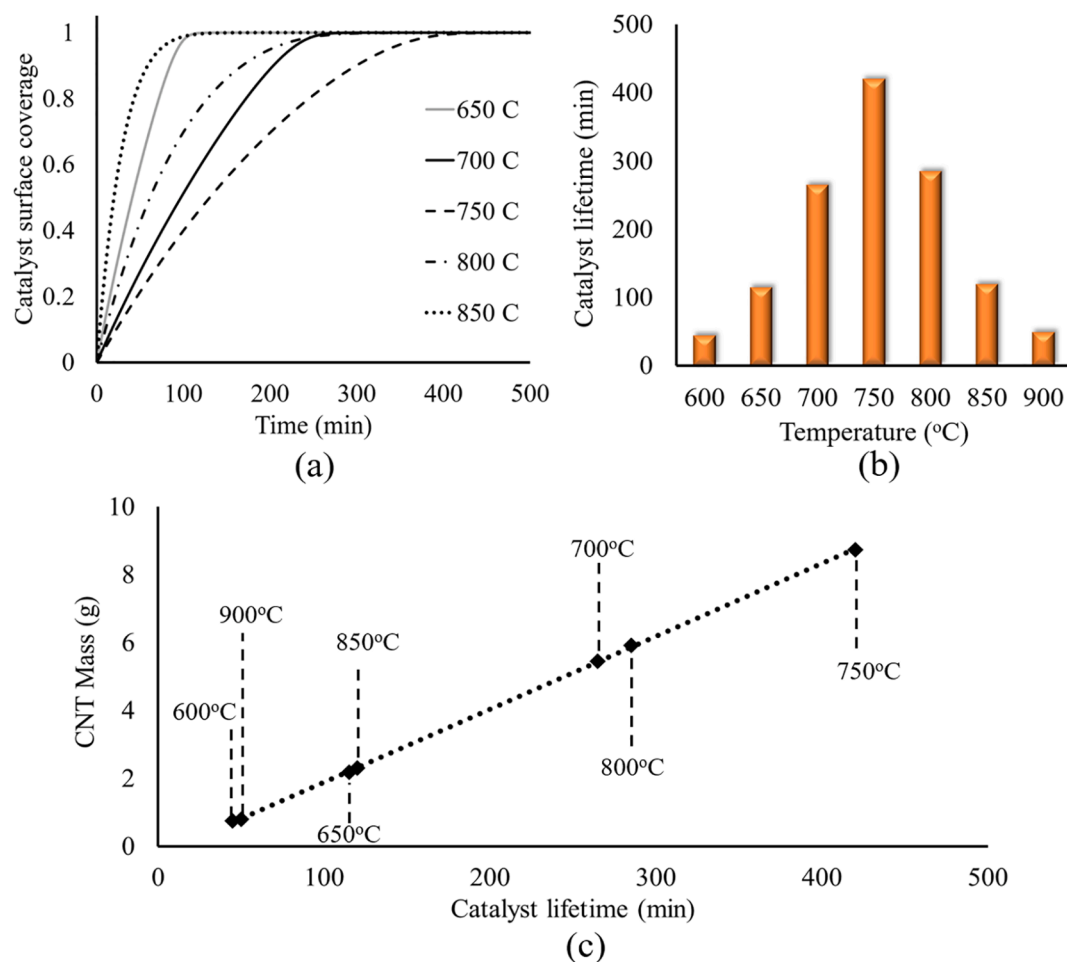 Catalyst surface coverage
1
0.8
0.6
0.4
0.2
0
650 C
700 C
750 C
800 C
850 C
0 100 200 300 400 500
Time (min)
(a)
Catalyst lifetime (min)
500
400
300
200
100
0
600 650 700 750 800 850 900
Temperature (°C)
(b)
CNT Mass (g)
10
8
6
4
2
0
600°C
900°C
850°C
650°C
700°C
800°C
750°C
0 100 200 300 400 500
Catalyst lifetime (min)
(c)